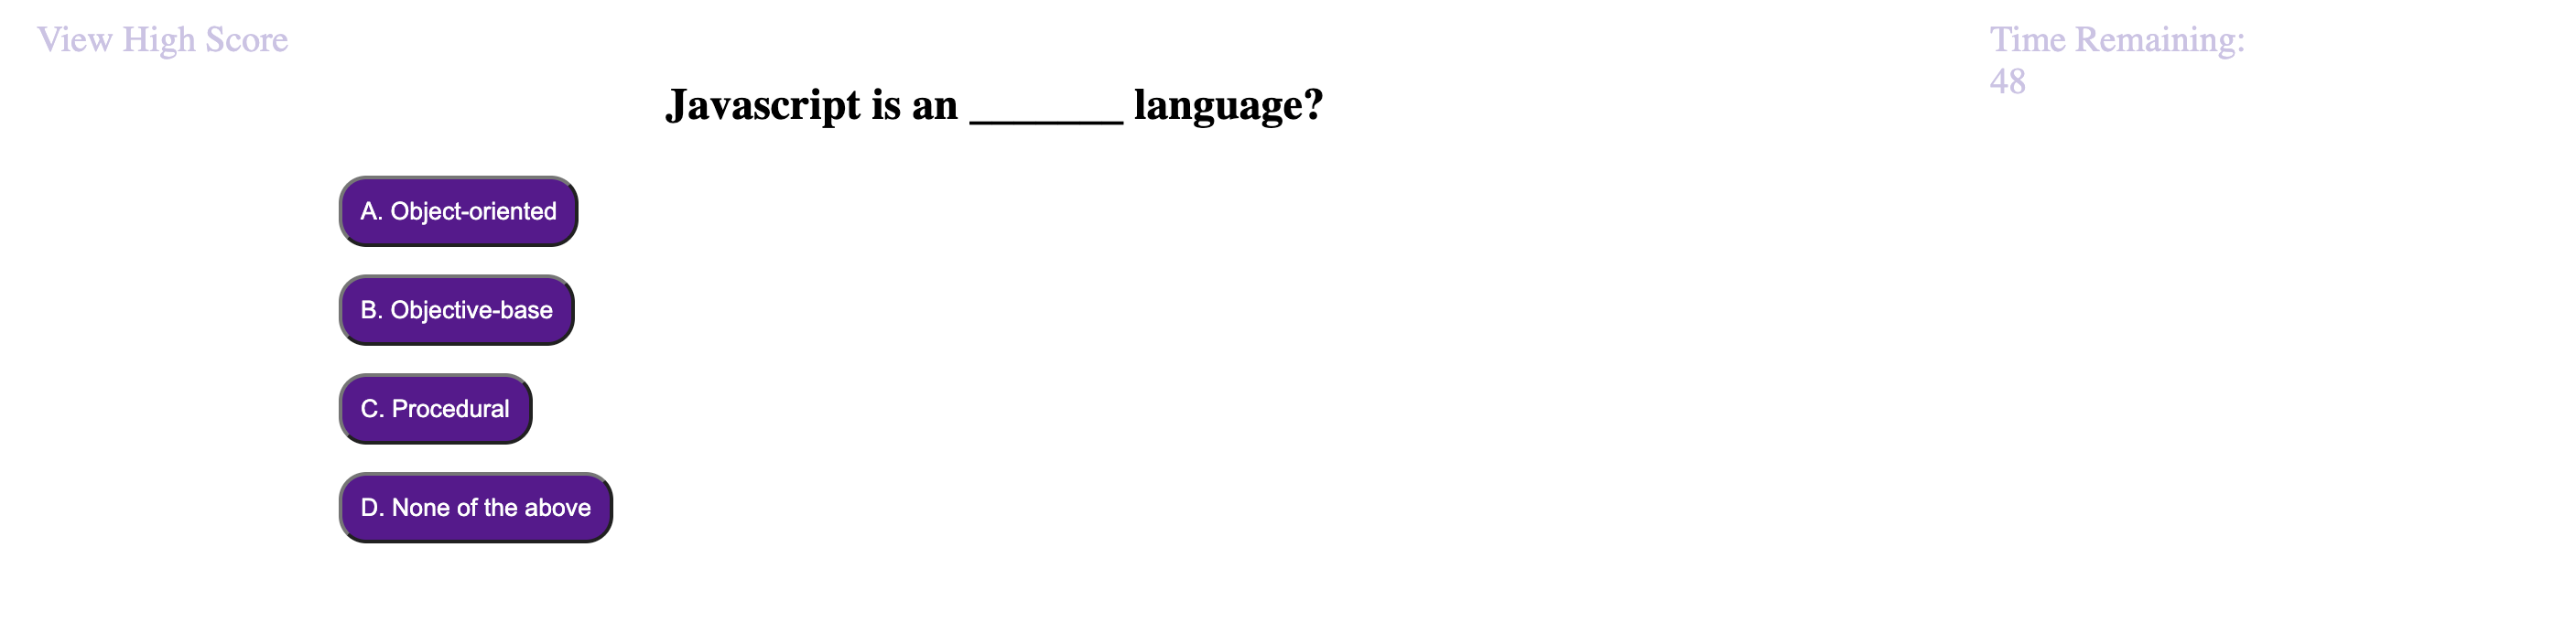 View High Score
Time Remaining:
48
Javascript is an _______ language?
A. Object-oriented
B. Objective-base
C. Procedural
D. None of the above